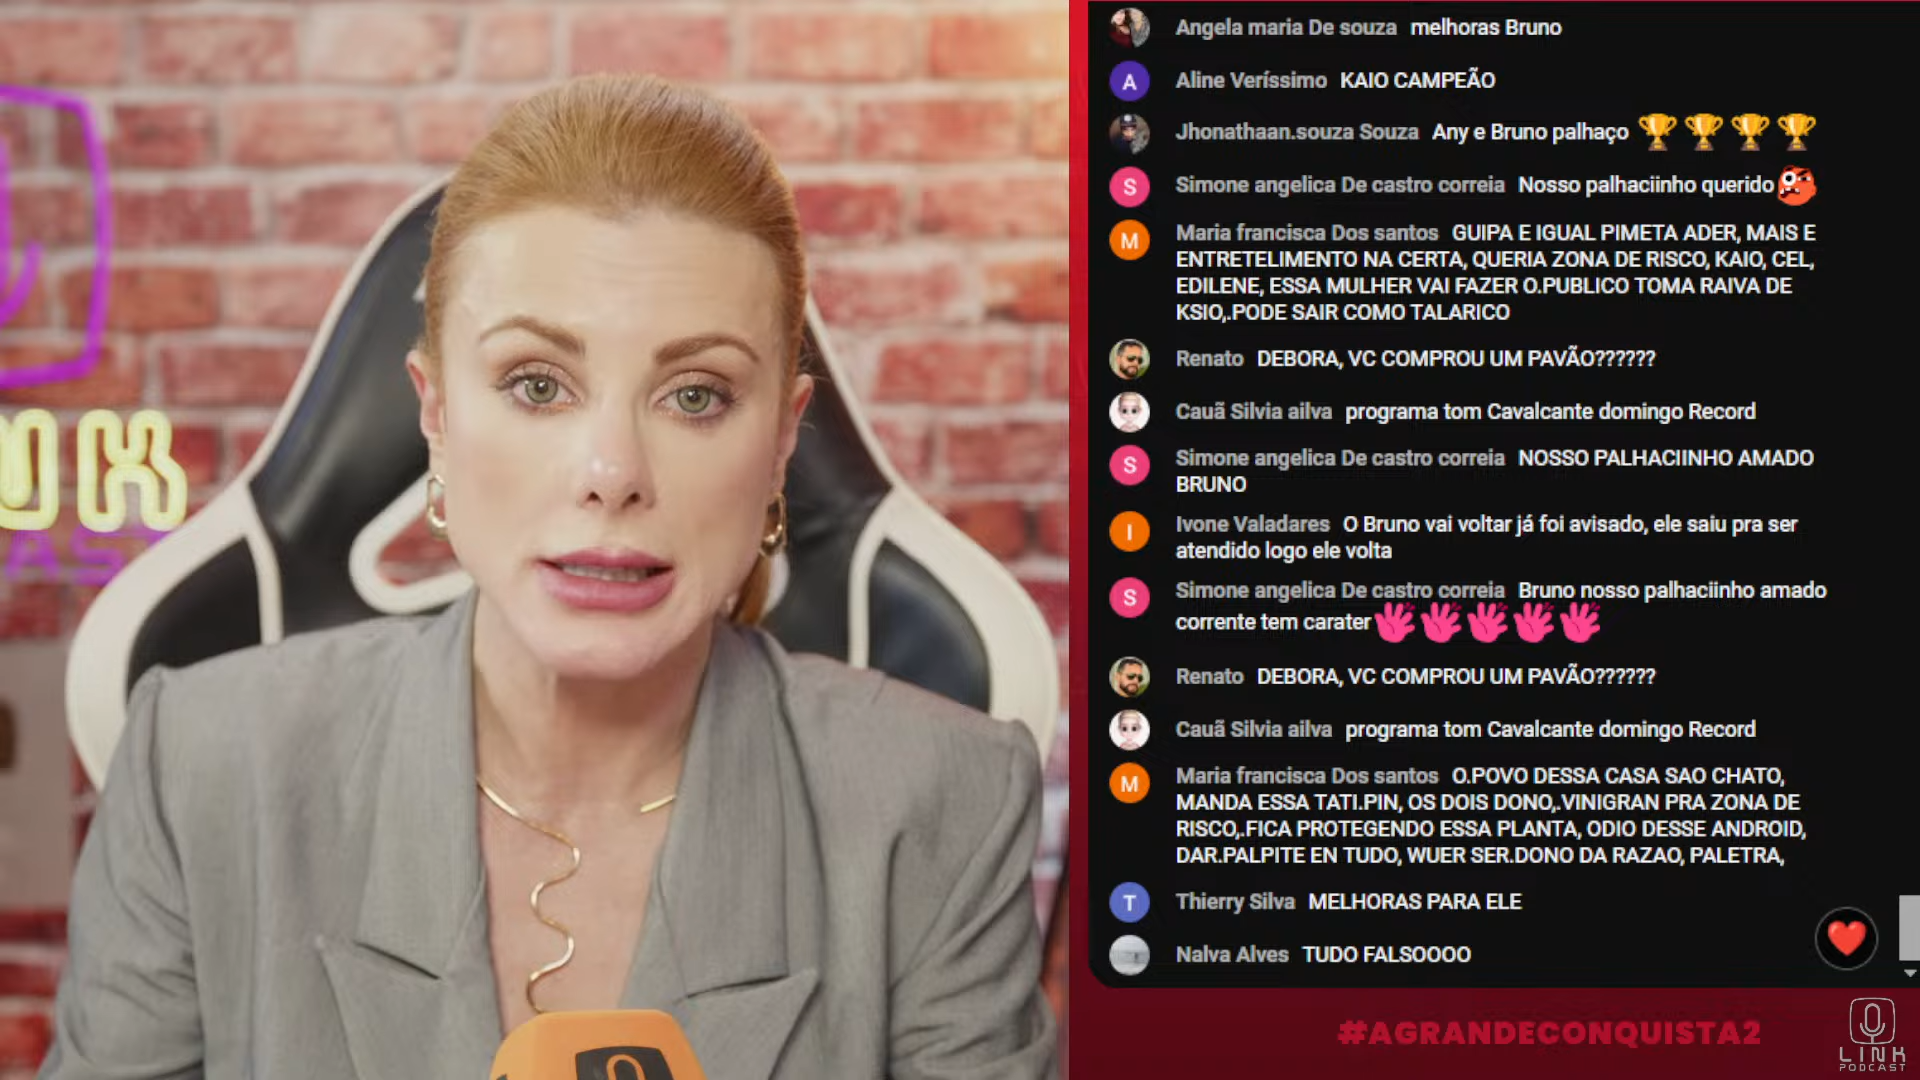 NK
CAST
Angela maria De souza melhoras Bruno
Aline Veríssimo KAIO CAMPEÃO
Jhonathaan.souza Souza Any e Bruno palhaço
Simone angelica De castro correia Nosso palhaciinho querido
Maria francisca Dos santos GUIPA E IGUAL PIMETA ADER, MAIS E
ENTRETELIMENTO NA CERTA, QUERIA ZONA DE RISCO, KAIO, CEL,
EDILENE, ESSA MULHER VAI FAZER O.PUBLICO TOMA RAIVA DE
KSIO,.PODE SAIR COMO TALARICO
Renato DEBORA, VC COMPROU UM PAVÃO??????
Cauã Silvia ailva programa tom Cavalcante domingo Record
Simone angelica De castro correia NOSSO PALHACIINHO AMADO
BRUNO
Ivone Valadares O Bruno vai voltar já foi avisado, ele saiu pra ser
atendido logo ele volta
Simone angelica De castro correia Bruno nosso palhaciinho amado
corrente tem carater
Renato DEBORA, VC COMPROU UM PAVÃO??????
Cauã Silvia ailva programa tom Cavalcante domingo Record
Maria francisca Dos santos O.POVO DESSA CASA SAO CHATO,
MANDA ESSA TATI.PIN, OS DOIS DONO,.VINIGRAN PRA ZONA DE
RISCO,.FICA PROTEGENDO ESSA PLANTA, ODIO DESSE ANDROID,
DAR.PALPITE EN TUDO, WUER SER.DONO DA RAZAO, PALETRA,
Thierry Silva MELHORAS PARA ELE
Nalva Alves TUDO FALSOOOO
#AGRANDECONQUISTA2
LINK
PODCAST